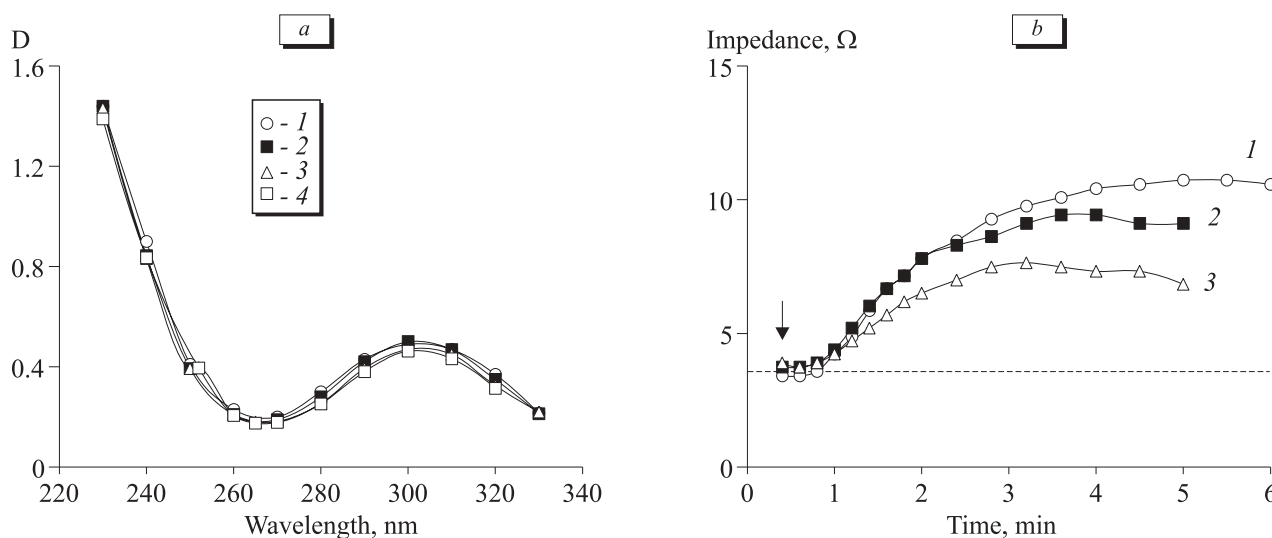 a
D
1.6
1.2
0.8
0.4
0
- 1
- 2
- 3
- 4
220 240 260 280 300 320 340
Wavelength, nm
b
Impedance, Ω
15
10
5
0
1
2
3
0 1 2 3 4 5 6
Time, min